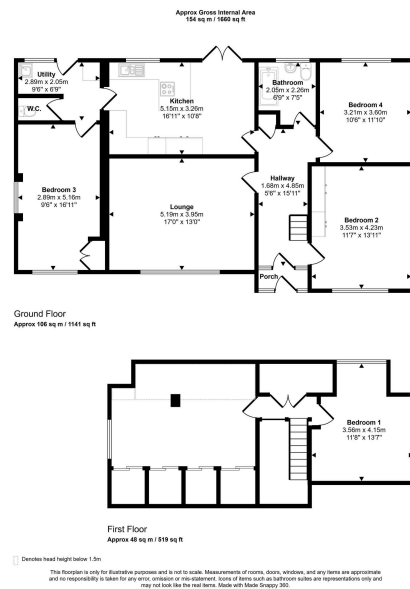 Approx Gross Internal Area
154 sq m / 1660 sq ft
Utility
2.89m x 2.05m
9'6" x 6'9"
W.C.
Kitchen
5.15m x 3.26m
16'11" x 10'8"
Bathroom
2.05m x 2.26m
6'9" x 7'5"
Bedroom 4
3.21m x 3.60m
10'6" x 11'10"
Bedroom 3
2.89m x 5.16m
9'6" x 16'11"
Lounge
5.19m x 3.95m
17'0" x 13'0"
Hallway
1.68m x 4.85m
5'6" x 15'11"
Bedroom 2
3.53m x 4.23m
11'7" x 13'11"
Porch
Ground Floor
Approx 106 sq m / 1141 sq ft
Bedroom 1
3.56m x 4.15m
11'8" x 13'7"
First Floor
Approx 48 sq m / 519 sq ft
Denotes head height below 1.5m
This floorplan is only for illustrative purposes and is not to scale. Measurements of rooms, doors, windows, and any items are approximate
and no responsibility is taken for any error, omission or mis-statement. Icons of items such as bathroom suites are representations only and
may not look like the real items. Made with Made Snappy 360.